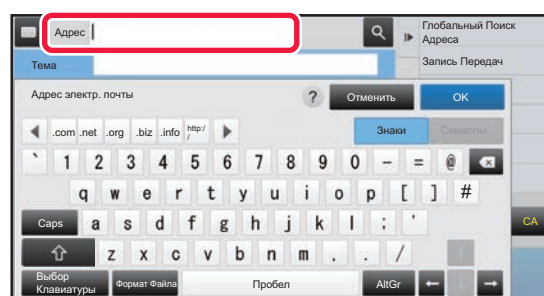 Адрес
Глобальный Поиск
Адреса
Тема
Запись Передач
Адрес электр. почты
?
Отменить
OK
.com .net .org .biz .info http:/
/
Знаки
Символы
` 1 2 3 4 5 6 7 8 9 0 - = @
q w e r t y u i o p [ ] #
Caps a s d f g h j k l ; '
CA
z x c v b n m , . /
Выбор
Клавиатуры
Формат Файла
Пробел
AltGr